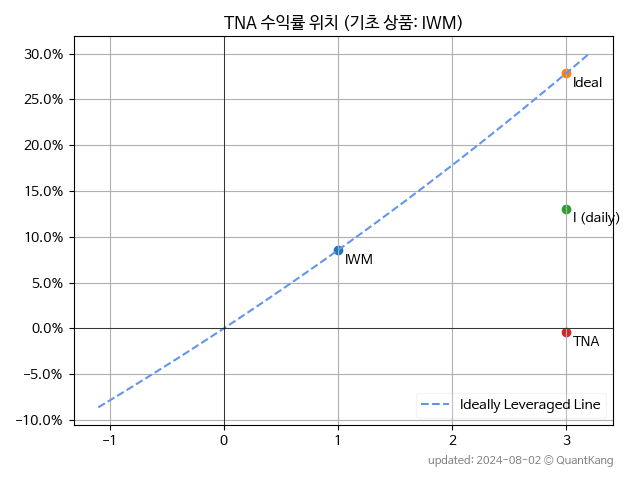 TNA 수익률 위치 (기초 상품: IWM)
30.0%
25.0%
20.0%
15.0%
10.0%
5.0%
0.0%
−5.0%
−10.0%
Ideal
I (daily)
IWM
TNA
Ideally Leveraged Line
−1
0
1
2
3
updated: 2024-08-02 © QuantKang